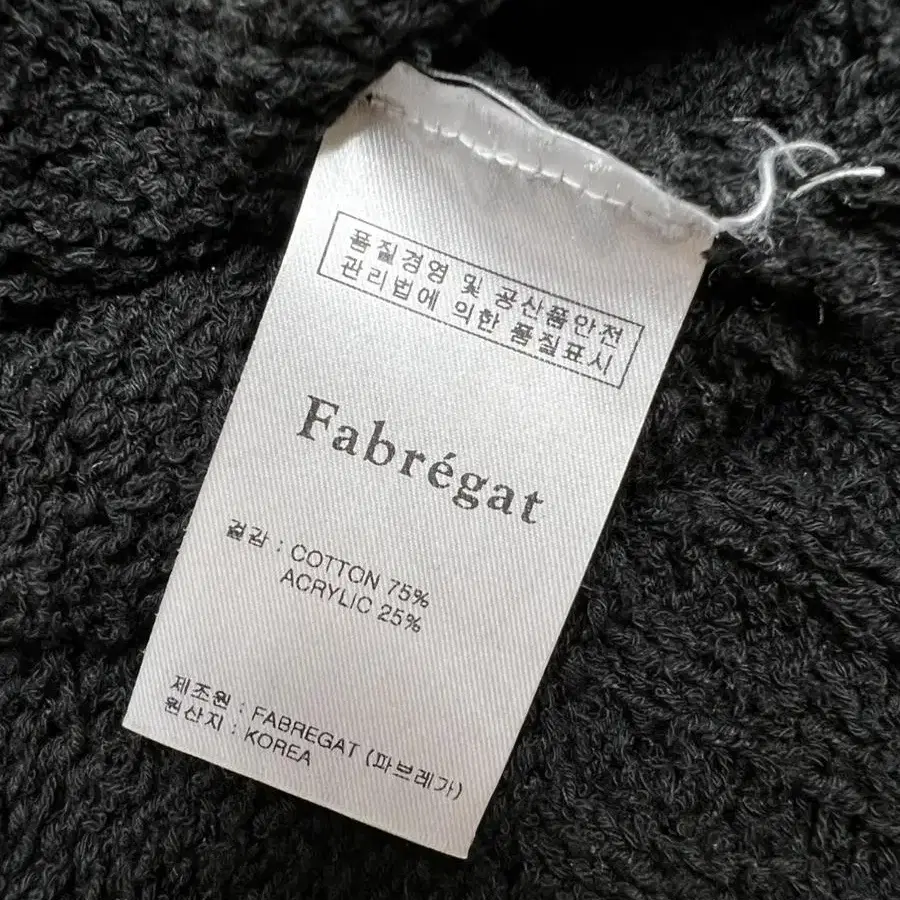 품질경영 및 공산품안전
관리법에 의한 품질표시
Fabrégat
겉감 : COTTON 75%
ACRYLIC 25%
제조원 : FABREGAT (파브레가)
원산지 : KOREA